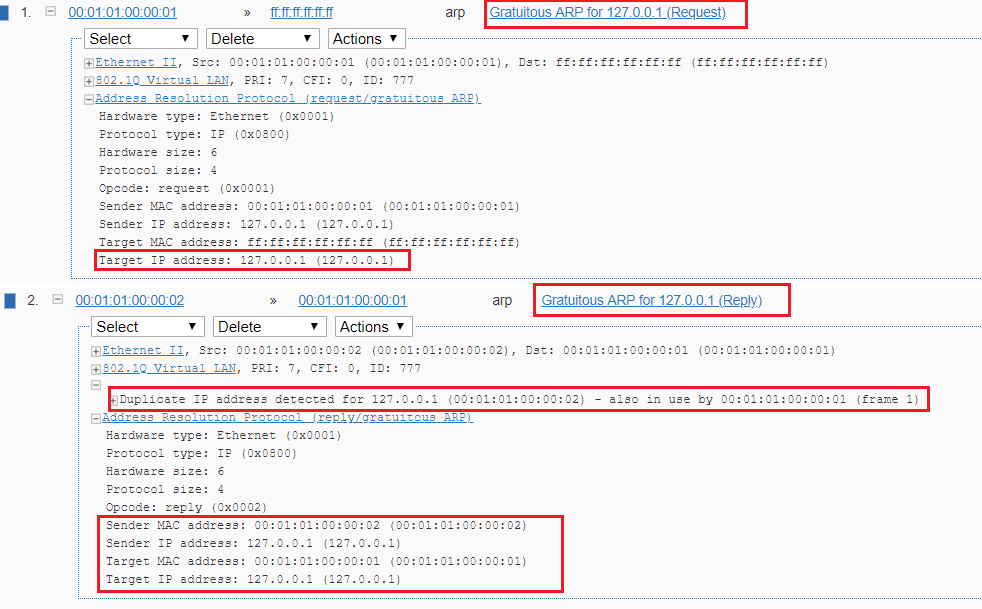 1. 00:01:01:00:00:01 » ff:ff:ff:ff:ff:ff arp Gratuitous ARP for 127.0.0.1 (Request)
Select Delete Actions
Ethernet II, Src: 00:01:01:00:00:01 (00:01:01:00:00:01), Dst: ff:ff:ff:ff:ff:ff (ff:ff:ff:ff:ff:ff)
802.1Q Virtual LAN, PRI: 7, CFI: 0, ID: 777
Address Resolution Protocol (request/gratuitous ARP)
Hardware type: Ethernet (0x0001)
Protocol type: IP (0x0800)
Hardware size: 6
Protocol size: 4
Opcode: request (0x0001)
Sender MAC address: 00:01:01:00:00:01 (00:01:01:00:00:01)
Sender IP address: 127.0.0.1 (127.0.0.1)
Target MAC address: ff:ff:ff:ff:ff:ff (ff:ff:ff:ff:ff:ff)
Target IP address: 127.0.0.1 (127.0.0.1)
2. 00:01:01:00:00:02 » 00:01:01:00:00:01 arp Gratuitous ARP for 127.0.0.1 (Reply)
Select Delete Actions
Ethernet II, Src: 00:01:01:00:00:02 (00:01:01:00:00:02), Dst: 00:01:01:00:00:01 (00:01:01:00:00:01)
802.1Q Virtual LAN, PRI: 7, CFI: 0, ID: 777
Duplicate IP address detected for 127.0.0.1 (00:01:01:00:00:02) - also in use by 00:01:01:00:00:01 (frame 1)
Address Resolution Protocol (reply/gratuitous ARP)
Hardware type: Ethernet (0x0001)
Protocol type: IP (0x0800)
Hardware size: 6
Protocol size: 4
Opcode: reply (0x0002)
Sender MAC address: 00:01:01:00:00:02 (00:01:01:00:00:02)
Sender IP address: 127.0.0.1 (127.0.0.1)
Target MAC address: 00:01:01:00:00:01 (00:01:01:00:00:01)
Target IP address: 127.0.0.1 (127.0.0.1)